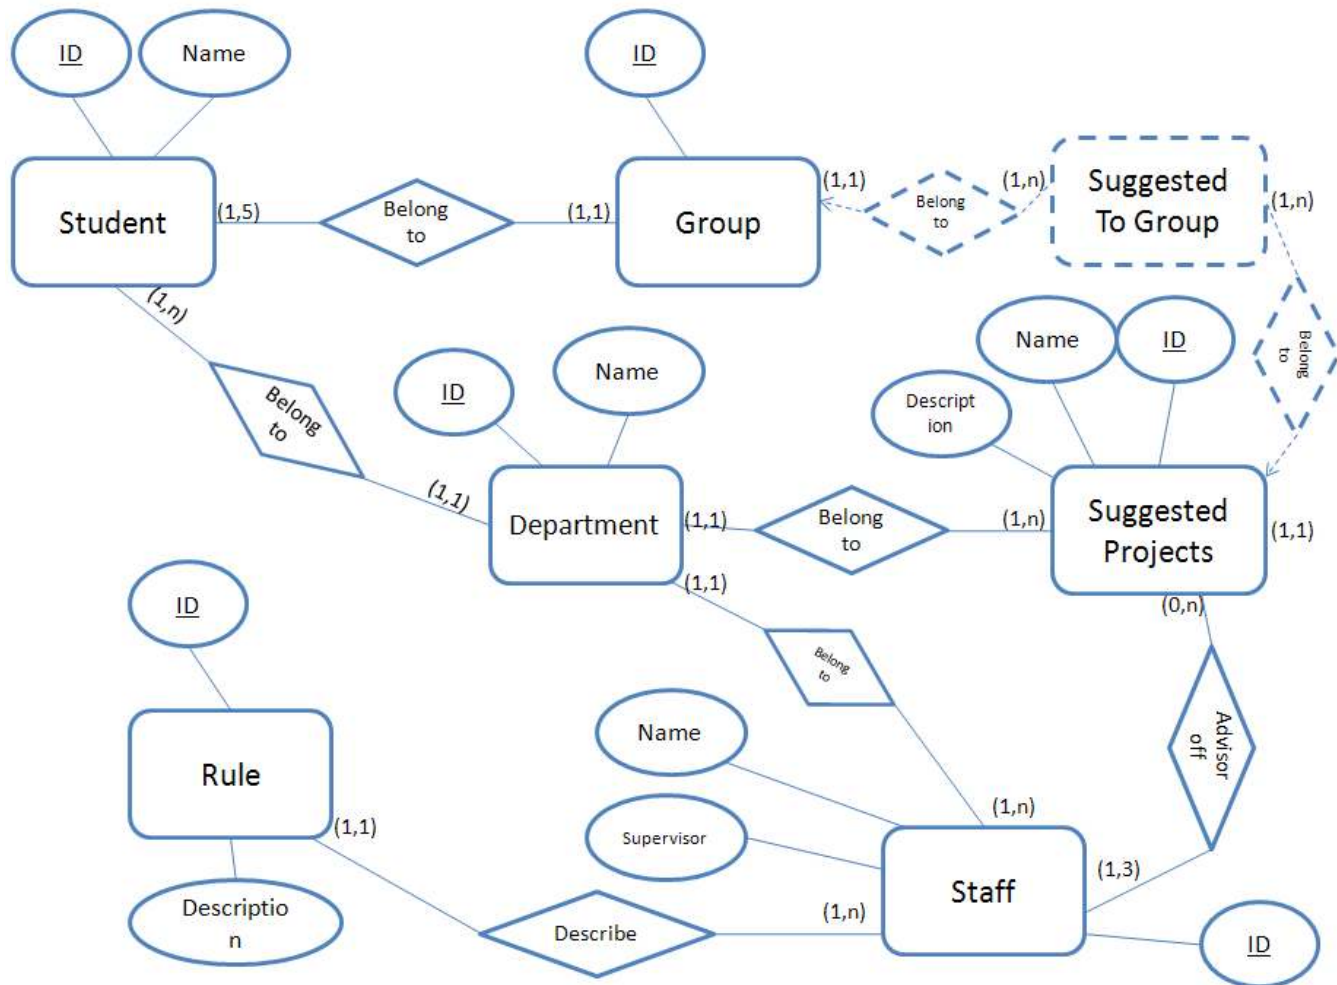 ID
Name
ID
Student
(1,5)
Belong
to
(1,1)
Group
(1,1)
Belong
to
(1,n)
Suggested
To Group
(1,n)
(1,n)
Belong
to
(1,1)
ID
Name
Name
ID
Belong
to
Descript
ion
Department
(1,1)
Belong
to
(1,n)
Suggested
Projects
(1,1)
(1,1)
(0,n)
ID
Belong
to
Advisor
off
Rule
(1,1)
Name
Supervisor
(1,n)
Staff
(1,3)
Descriptio
n
Describe
(1,n)
ID